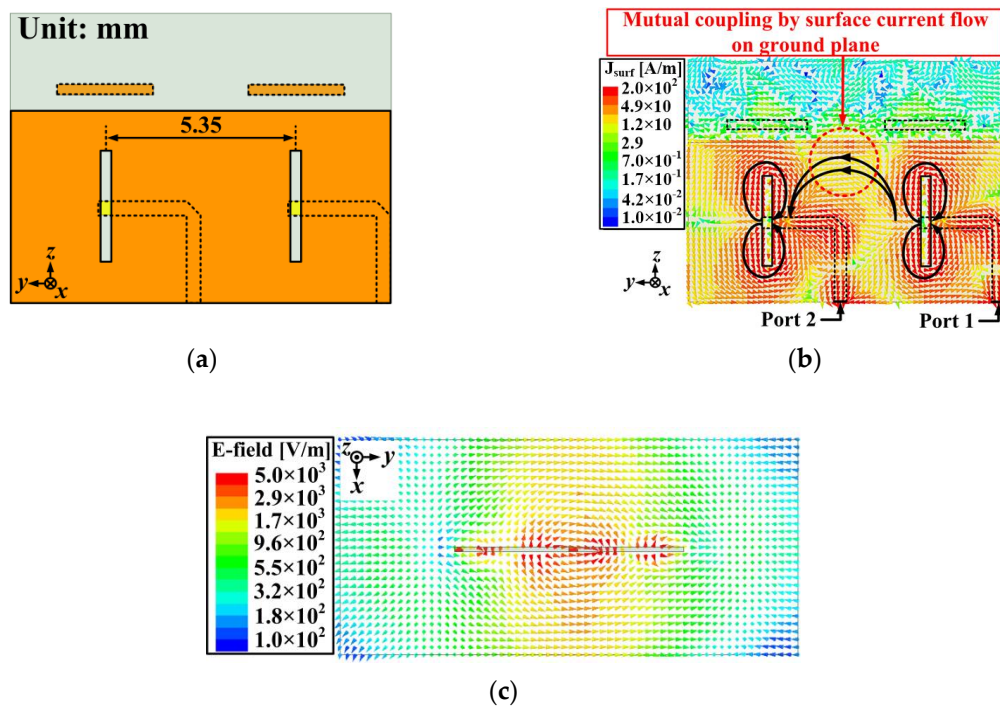 Unit: mm
5.35
z
y
x
(a)
Mutual coupling by surface current flow
on ground plane
J_surf [A/m]
2.0×10²
4.9×10
1.2×10
2.9
7.0×10⁻¹
1.7×10⁻¹
4.2×10⁻²
1.0×10⁻²
z
y
x
Port 2
Port 1
(b)
E-field [V/m]
5.0×10³
2.9×10³
1.7×10³
9.6×10²
5.5×10²
3.2×10²
1.8×10²
1.0×10²
z
y
x
(c)